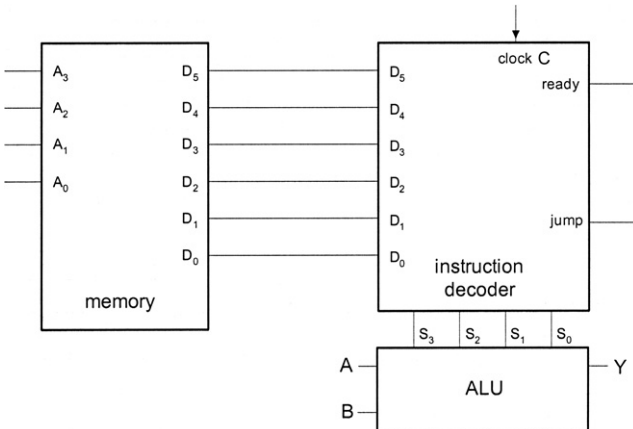 clock C
A₃ D₅ D₅
ready
A₂ D₄ D₄
A₁ D₃ D₃
A₀ D₂ D₂
D₁ D₁ jump
D₀ D₀
instruction
decoder
memory
S₃ S₂ S₁ S₀
A ALU Y
B